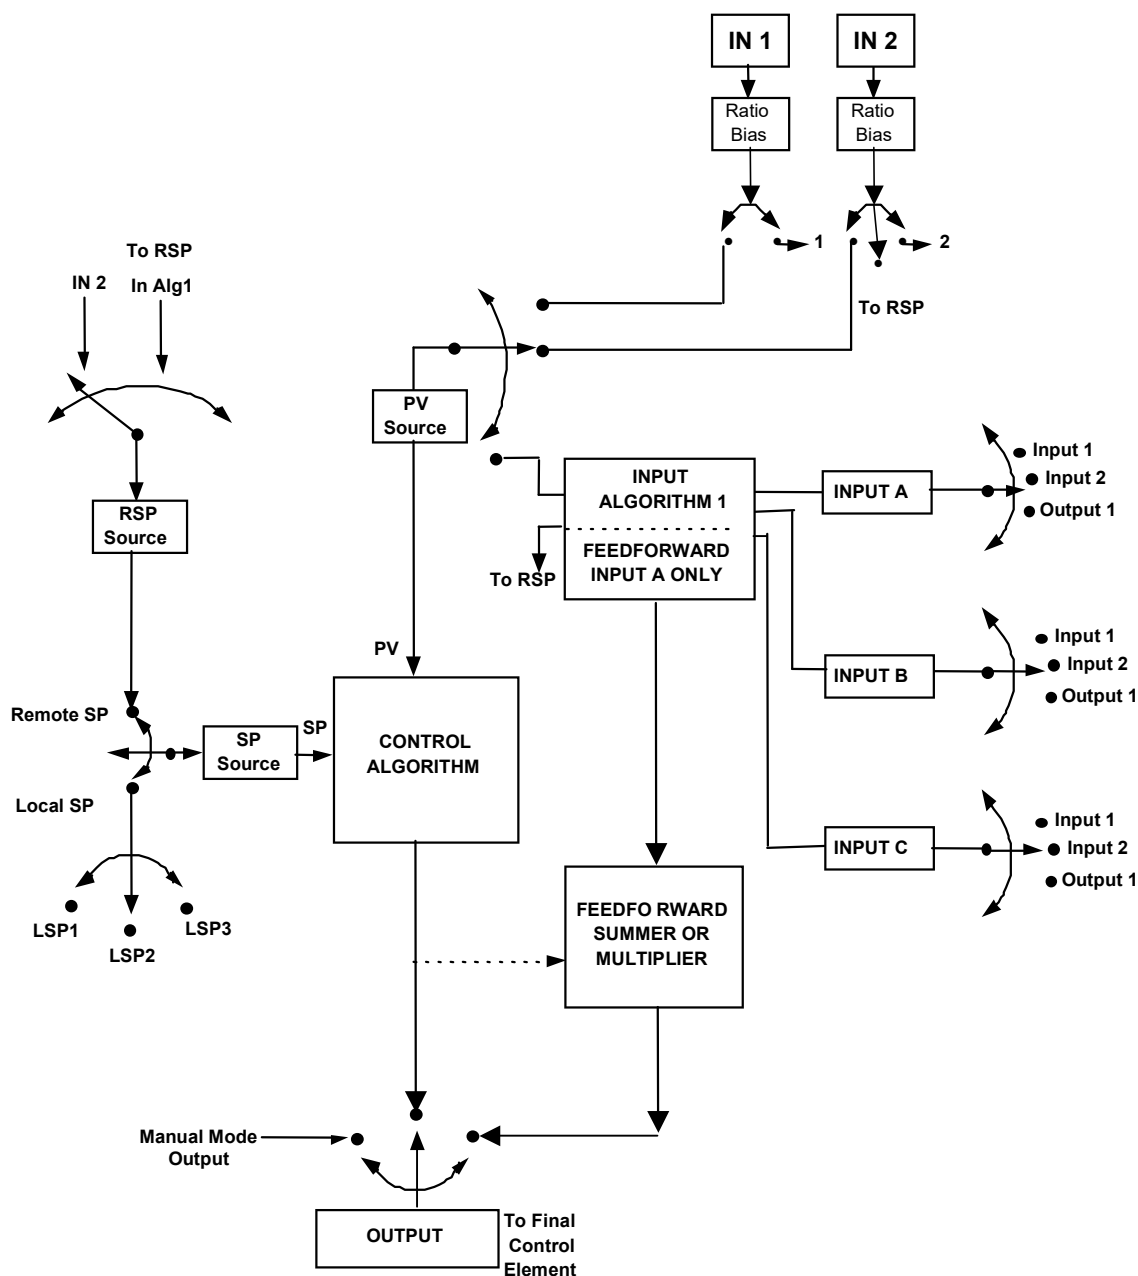 IN 1
IN 2
Ratio
Bias
Ratio
Bias
1
2
To RSP
To RSP
IN 2
In Alg1
PV
Source
RSP
Source
INPUT
ALGORITHM 1
FEEDFORWARD
INPUT A ONLY
To RSP
INPUT A
Input 1
Input 2
Output 1
INPUT B
Input 1
Input 2
Output 1
INPUT C
Input 1
Input 2
Output 1
PV
Remote SP
SP
Source
SP
CONTROL
ALGORITHM
Local SP
LSP1
LSP2
LSP3
FEEDFO RWARD
SUMMER OR
MULTIPLIER
Manual Mode
Output
OUTPUT
To Final
Control
Element